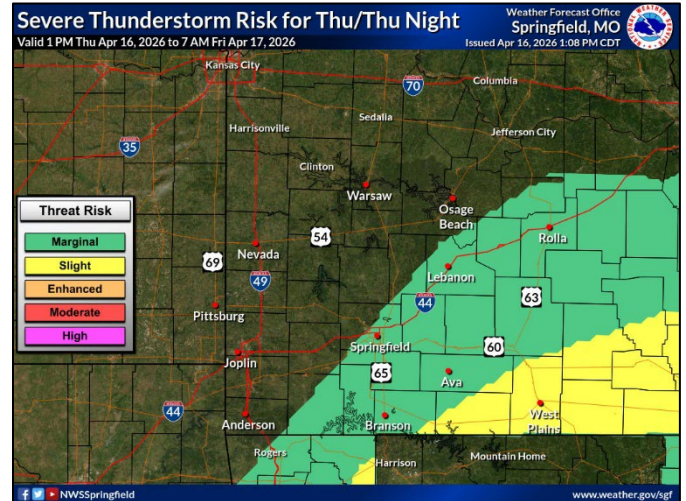 Severe Thunderstorm Risk for Thu/Thu Night
Valid 1 PM Thu Apr 16, 2026 to 7 AM Fri Apr 17, 2026
Weather Forecast Office
Springfield, MO
Issued Apr 16, 2026 1:08 PM CDT
NATIONAL WEATHER SERVICE
Kansas City
70
Columbia
Harrisonville
Sedalia
Jefferson City
35
Clinton
Warsaw
Osage
Beach
Rolla
Threat Risk
Marginal
Slight
Enhanced
Moderate
High
54
Nevada
69
49
Lebanon
63
44
Pittsburg
Springfield
60
Joplin
65
Ava
44
Anderson
Branson
West
Plains
Rogers
Harrison
Mountain Home
NWSSpringfield
www.weather.gov/sgf